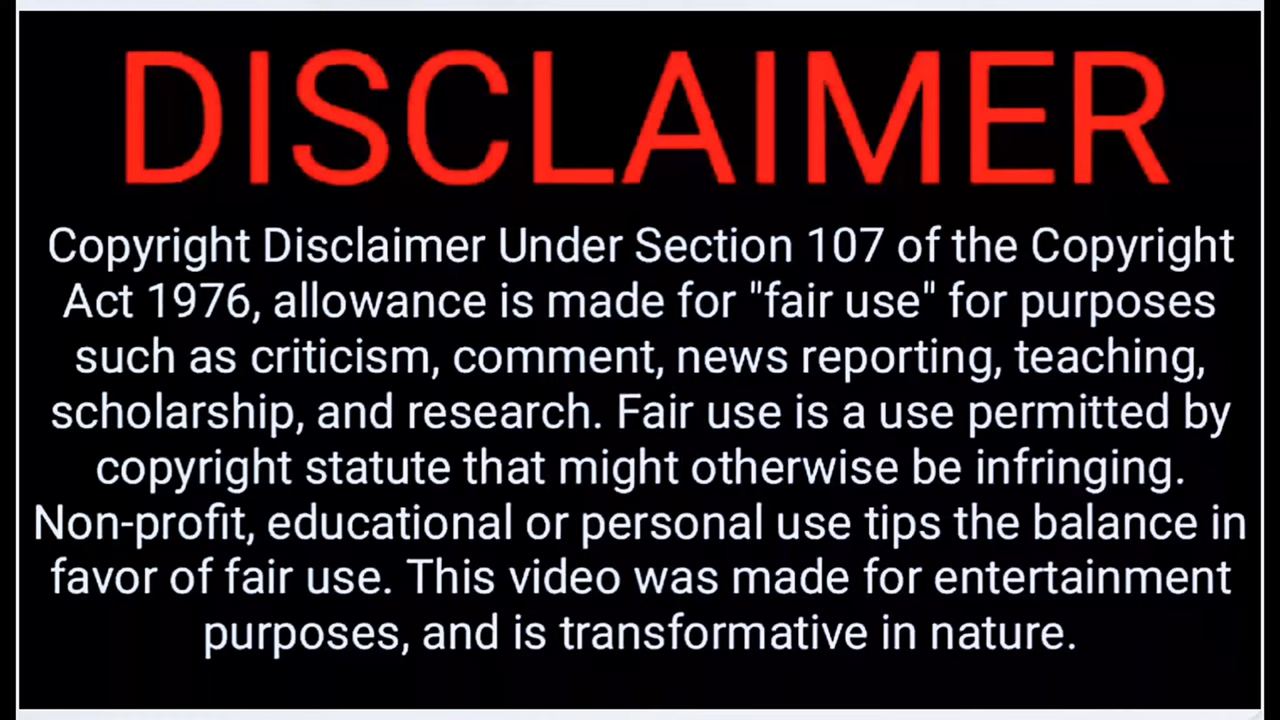 DISCLAIMER
Copyright Disclaimer Under Section 107 of the Copyright
Act 1976, allowance is made for "fair use" for purposes
such as criticism, comment, news reporting, teaching,
scholarship, and research. Fair use is a use permitted by
copyright statute that might otherwise be infringing.
Non-profit, educational or personal use tips the balance in
favor of fair use. This video was made for entertainment
purposes, and is transformative in nature.